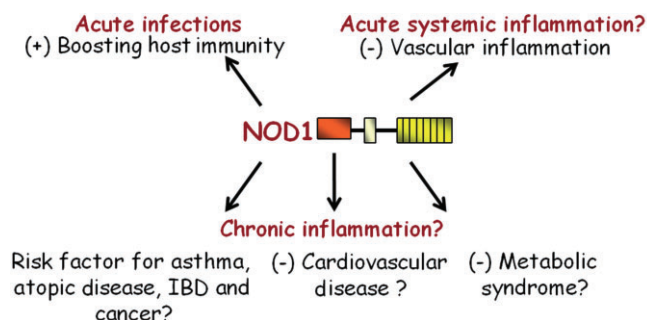 Acute infections
(+) Boosting host immunity
Acute systemic inflammation?
(-) Vascular inflammation
NOD1
Chronic inflammation?
Risk factor for asthma,
atopic disease, IBD and
cancer?
(-) Cardiovascular
disease ?
(-) Metabolic
syndrome?